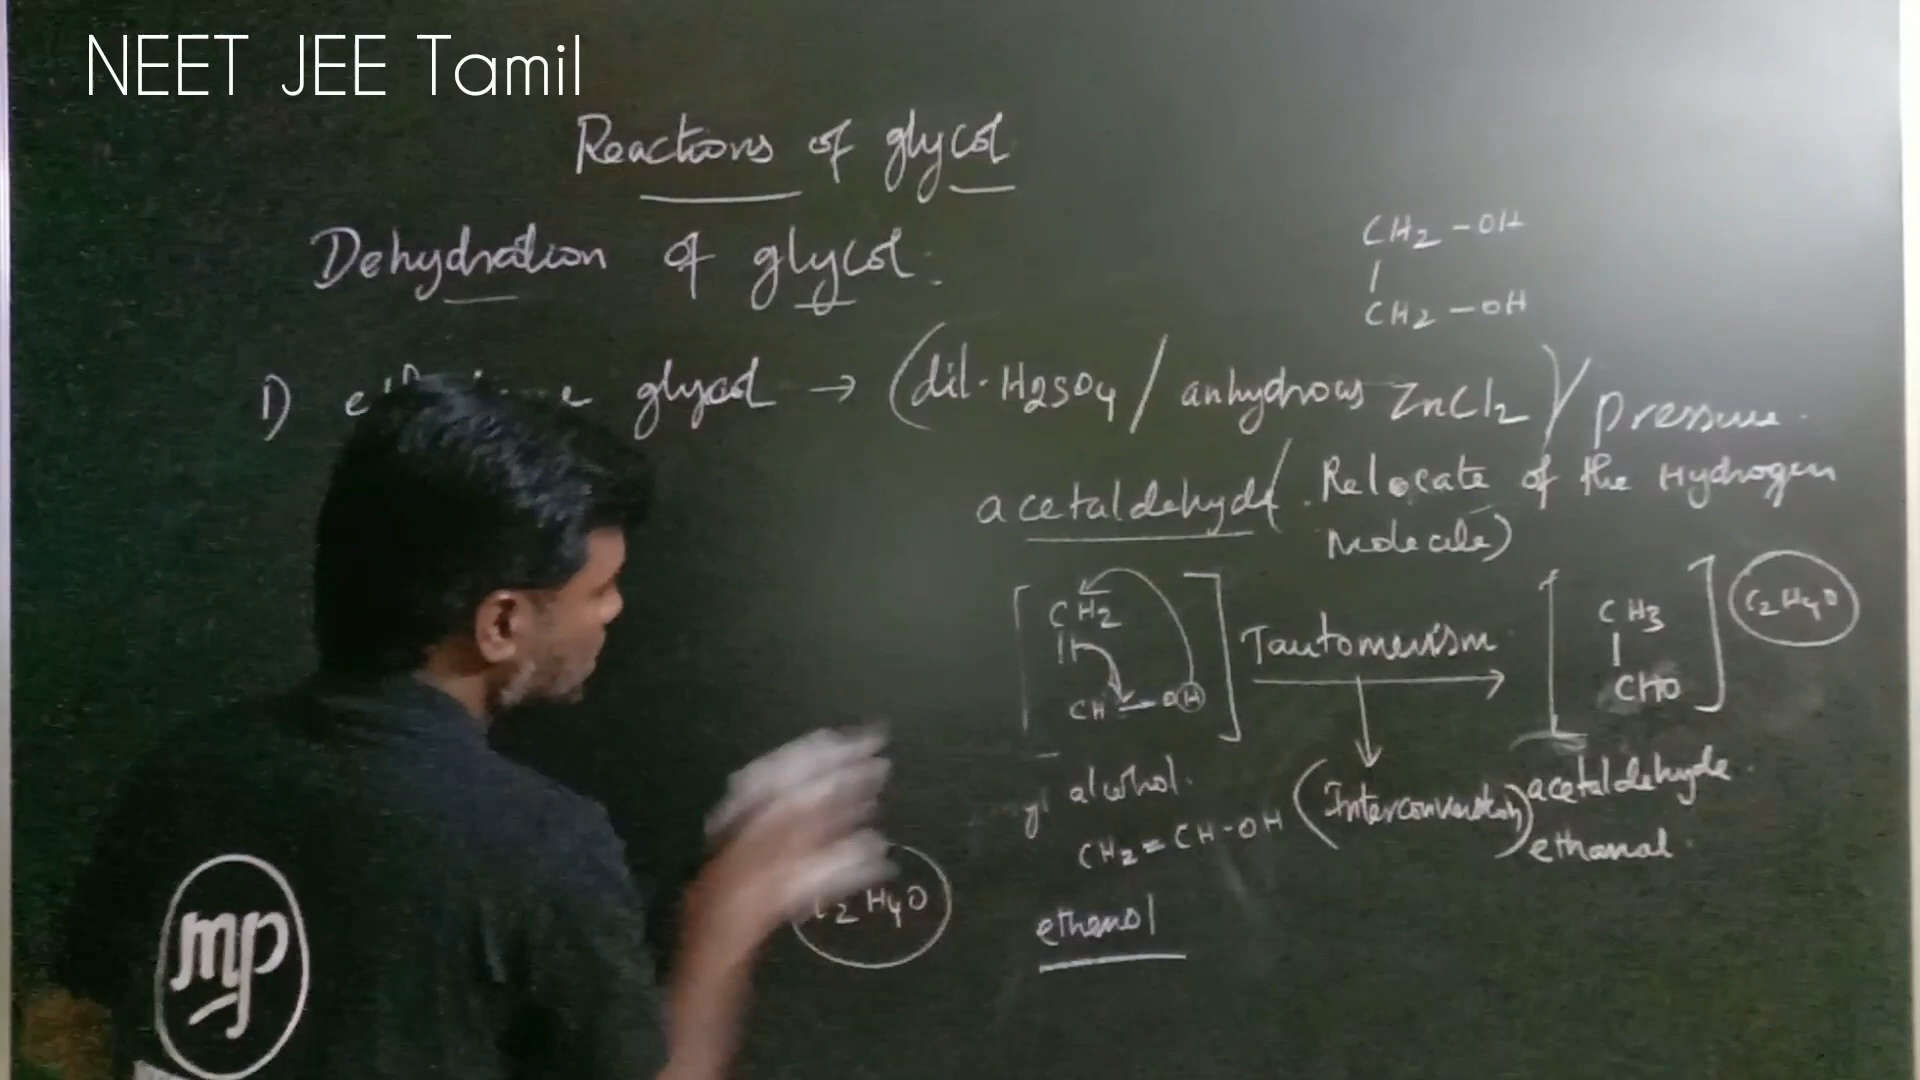 NEET JEE Tamil
Reactions of glycol
Dehydration of glycol:
CH2 - OH
|
CH2 - OH
1) glycol → (dil. H2SO4 / anhydrous ZnCl2) / pressure.
acetaldehyde (Relocate of the Hydrogen
Molecule)
[CH2
||
CH - OH]
Tautomerism
[CH3
|
CHO]
C2H4O
alcohol.
CH2 = CH - OH
(Interconversion)
acetaldehyde.
ethanal.
2H4O
ethenol
mp